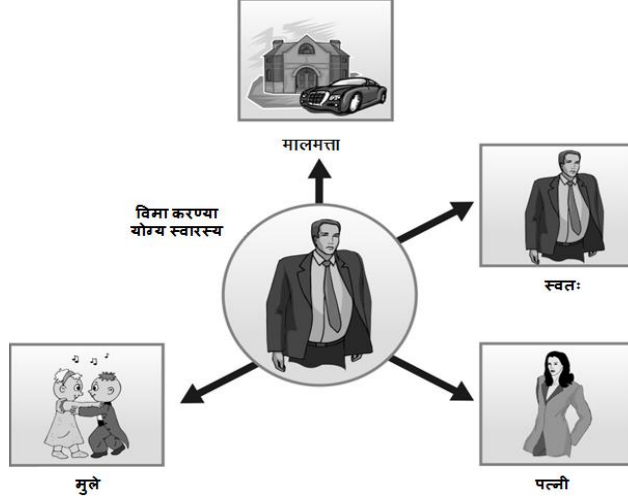 मालमत्ता
विमा करण्या
योग्य स्वारस्य
स्वतः
मुले
पत्नी